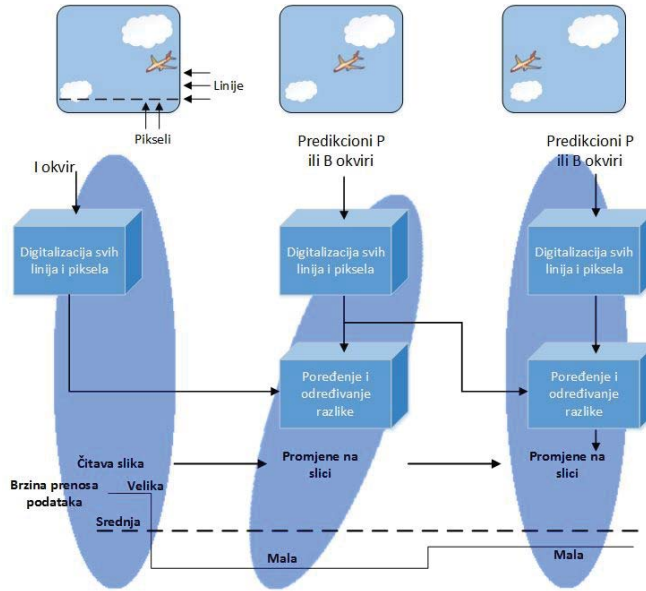 Linije
Pikseli
I okvir
Predikcioni P
ili B okviri
Predikcioni P
ili B okviri
Digitalizacija svih
linija i piksela
Digitalizacija svih
linija i piksela
Digitalizacija svih
linija i piksela
Poređenje i
određivanje
razlike
Poređenje i
određivanje
razlike
Čitava slika
Promjene na
slici
Promjene na
slici
Brzina prenosa
podataka
Velika
Srednja
Mala
Mala